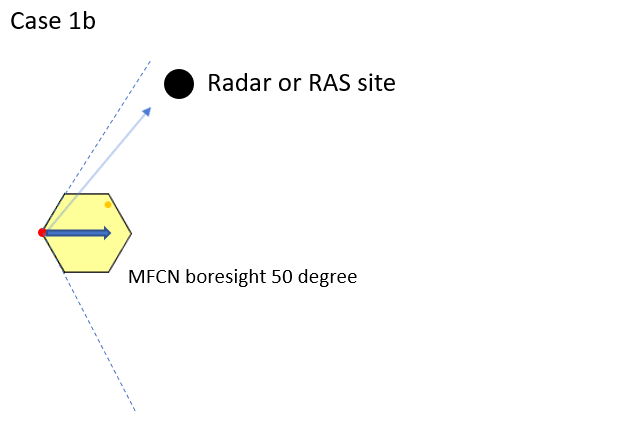 Case 1b
Radar or RAS site
MFCN boresight 50 degree